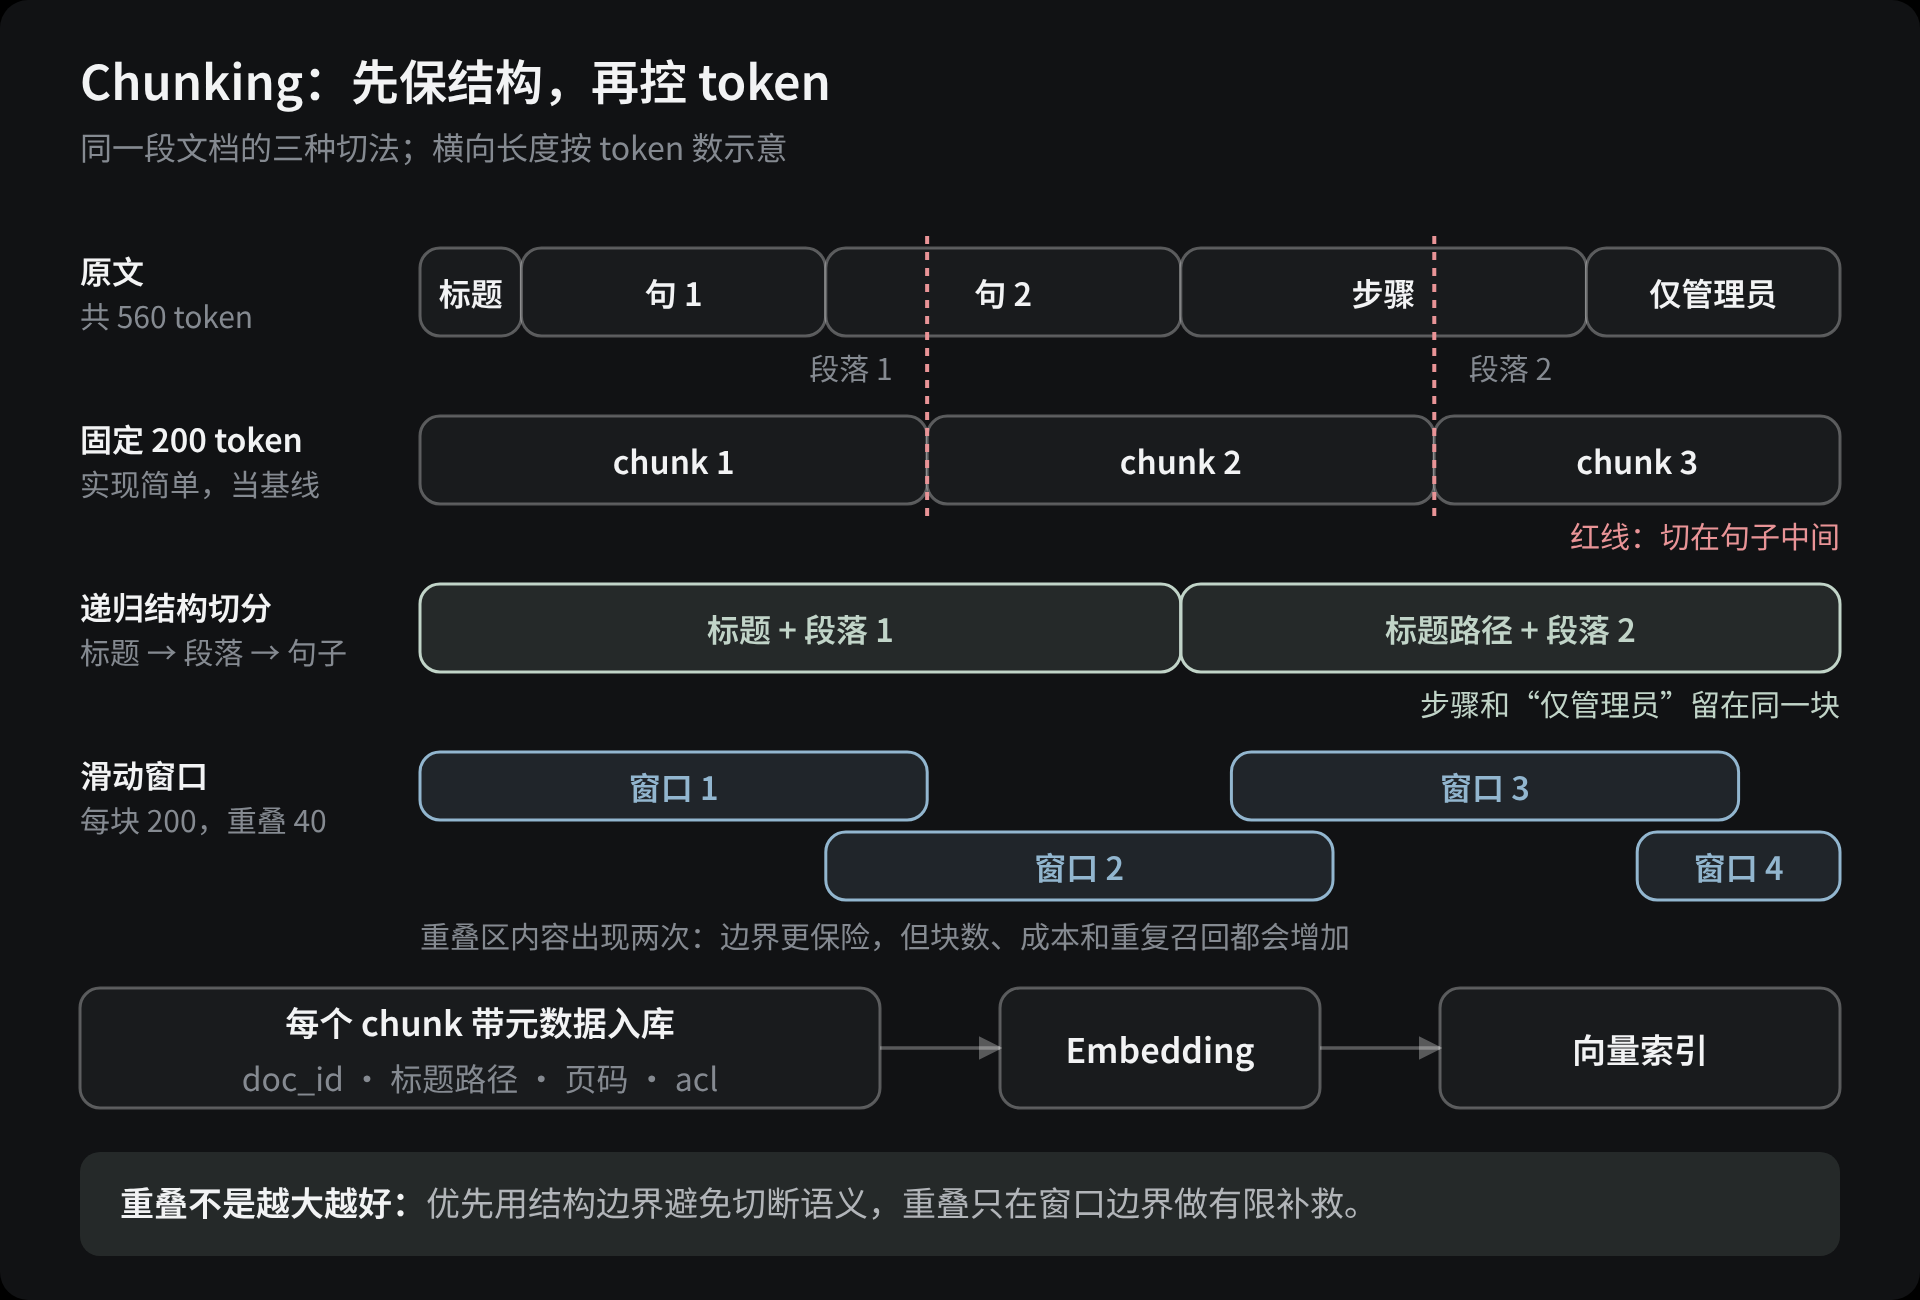 Chunking：先保结构，再控 token
同一段文档的三种切法；横向长度按 token 数示意
原文
共 560 token
标题
句 1
句 2
步骤
仅管理员
段落 1
段落 2
固定 200 token
实现简单，当基线
chunk 1
chunk 2
chunk 3
红线：切在句子中间
递归结构切分
标题 → 段落 → 句子
标题 + 段落 1
标题路径 + 段落 2
步骤和“仅管理员”留在同一块
滑动窗口
每块 200，重叠 40
窗口 1
窗口 3
窗口 2
窗口 4
重叠区内容出现两次：边界更保险，但块数、成本和重复召回都会增加
每个 chunk 带元数据入库
doc_id · 标题路径 · 页码 · acl
Embedding
向量索引
重叠不是越大越好：优先用结构边界避免切断语义，重叠只在窗口边界做有限补救。